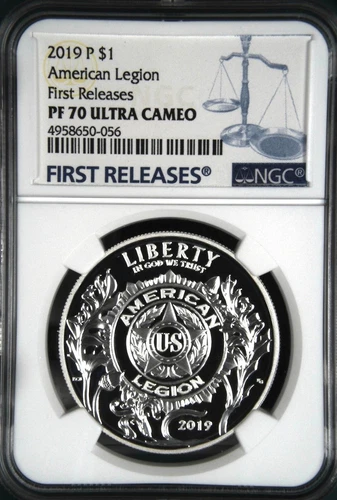 2019 P $1
American Legion
First Releases
PF 70 ULTRA CAMEO
4958650-056
FIRST RELEASES®
NGC®
LIBERTY
IN GOD WE TRUST
AMERICAN
U·S
LEGION
2019